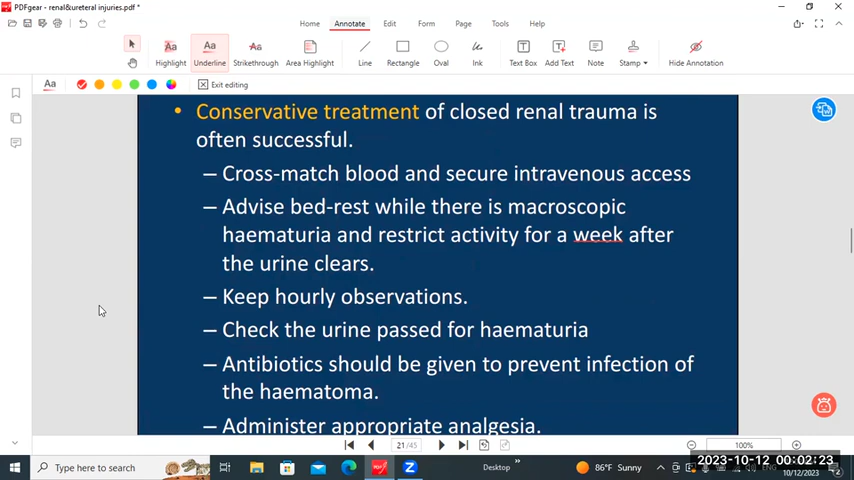 PDFgear - renal&ureteral injuries.pdf *
Home Annotate Edit Form Page Tools Help
Highlight Underline Strikethrough Area Highlight Line Rectangle Oval Ink Text Box Add Text Note Stamp Hide Annotation
Aa Exit editing
• Conservative treatment of closed renal trauma is
often successful.
– Cross-match blood and secure intravenous access
– Advise bed-rest while there is macroscopic
haematuria and restrict activity for a week after
the urine clears.
– Keep hourly observations.
– Check the urine passed for haematuria
– Antibiotics should be given to prevent infection of
the haematoma.
– Administer appropriate analgesia.
21/45 100%
2023-10-12 00:02:23
Type here to search Desktop 86°F Sunny
10/12/2023